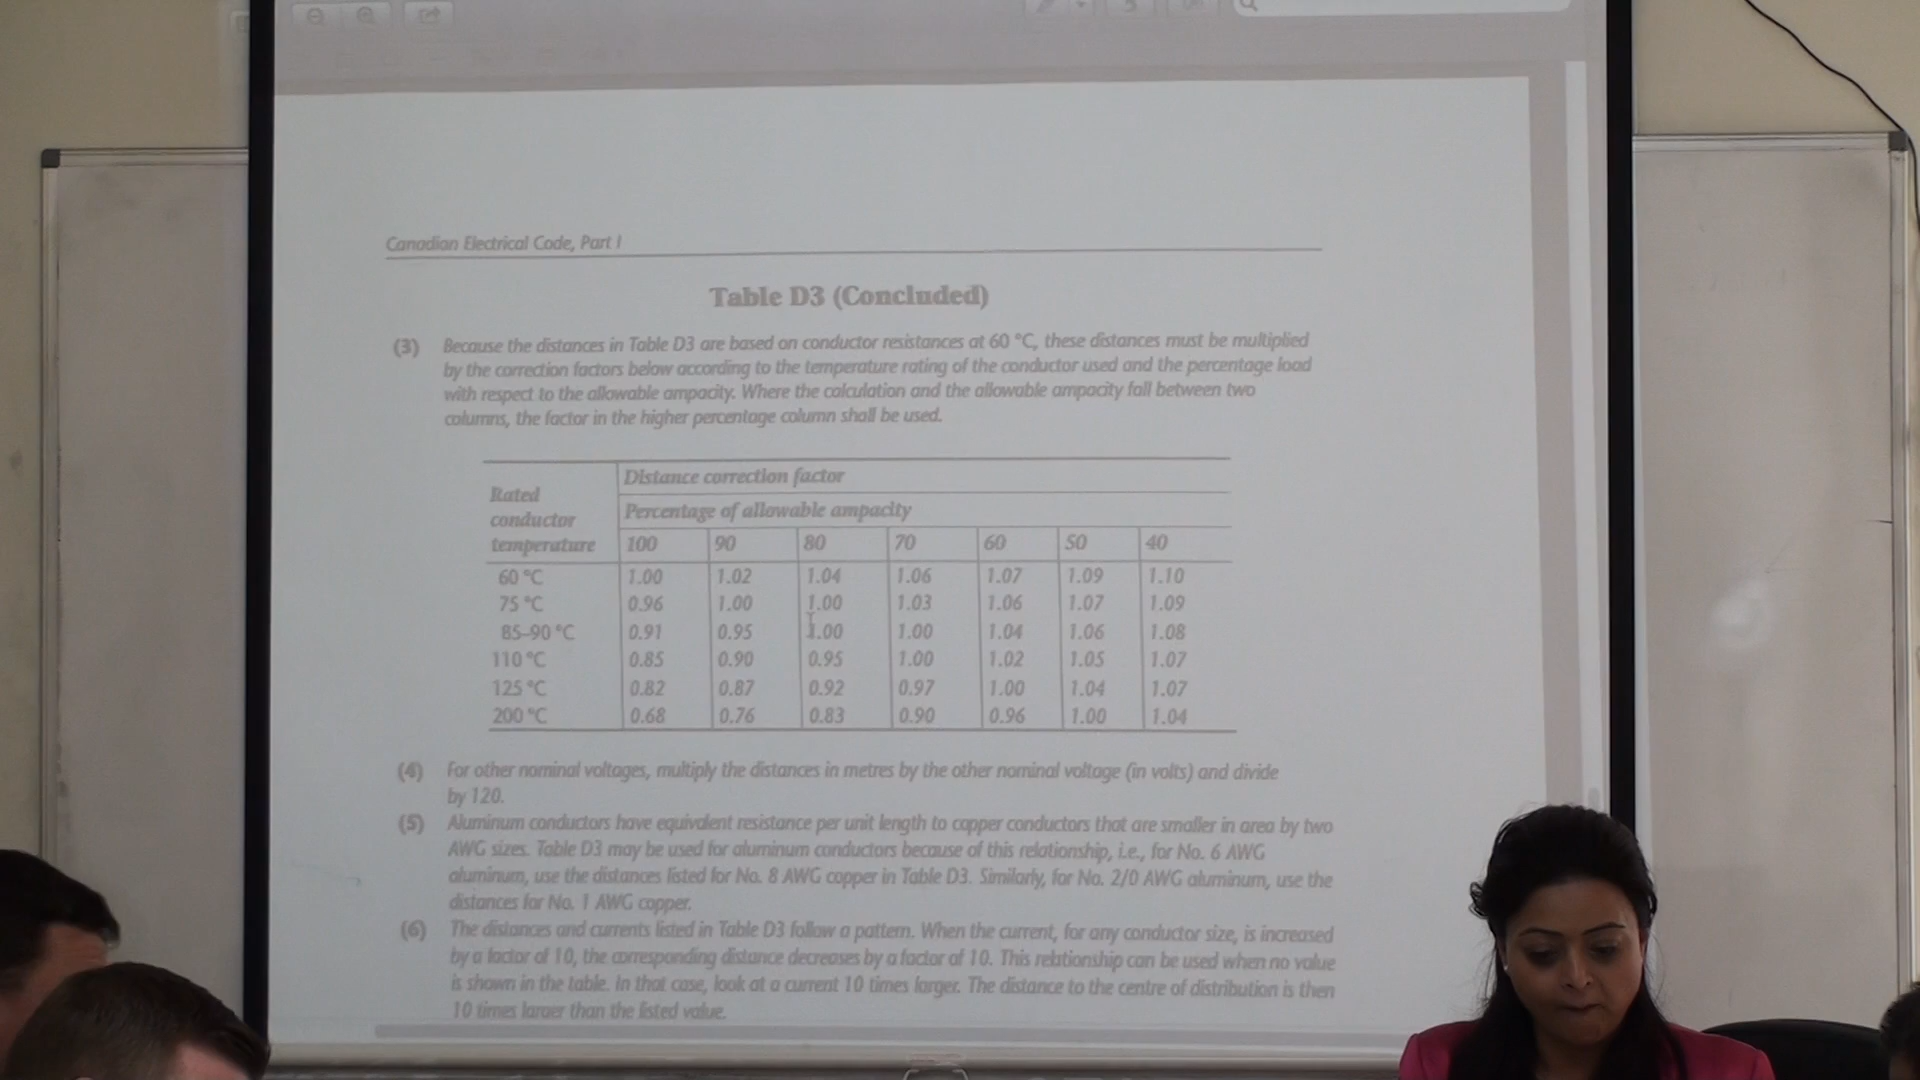 Canadian Electrical Code, Part I
Table D3 (Concluded)
(3) Because the distances in Table D3 are based on conductor resistances at 60 °C, these distances must be multiplied
by the correction factors below according to the temperature rating of the conductor used and the percentage load
with respect to the allowable ampacity. Where the calculation and the allowable ampacity fall between two
columns, the factor in the higher percentage column shall be used.
Rated
conductor
temperature
Distance correction factor
Percentage of allowable ampacity
100 90 80 70 60 50 40
60 °C 1.00 1.02 1.04 1.06 1.07 1.09 1.10
75 °C 0.96 1.00 1.00 1.03 1.06 1.07 1.09
85–90 °C 0.91 0.95 1.00 1.00 1.04 1.06 1.08
110 °C 0.85 0.90 0.95 1.00 1.02 1.05 1.07
125 °C 0.82 0.87 0.92 0.97 1.00 1.04 1.07
200 °C 0.68 0.76 0.83 0.90 0.96 1.00 1.04
(4) For other nominal voltages, multiply the distances in metres by the other nominal voltage (in volts) and divide
by 120.
(5) Aluminum conductors have equivalent resistance per unit length to copper conductors that are smaller in area by two
AWG sizes. Table D3 may be used for aluminum conductors because of this relationship, i.e., for No. 6 AWG
aluminum, use the distances listed for No. 8 AWG copper in Table D3. Similarly, for No. 2/0 AWG aluminum, use the
distances for No. 1 AWG copper.
(6) The distances and currents listed in Table D3 follow a pattern. When the current, for any conductor size, is increased
by a factor of 10, the corresponding distance decreases by a factor of 10. This relationship can be used when no value
is shown in the table. In that case, look at a current 10 times larger. The distance to the centre of distribution is then
10 times larger than the listed value.